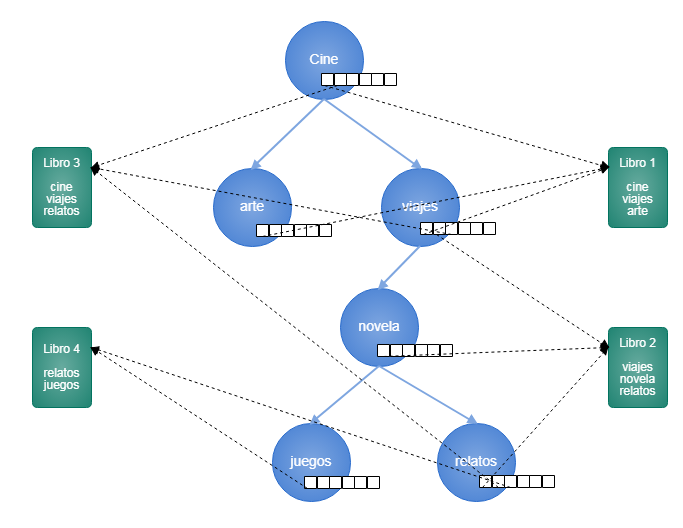 Cine
Libro 3
cine
viajes
relatos
Libro 1
cine
viajes
arte
arte
viajes
novela
Libro 4
relatos
juegos
Libro 2
viajes
novela
relatos
juegos
relatos